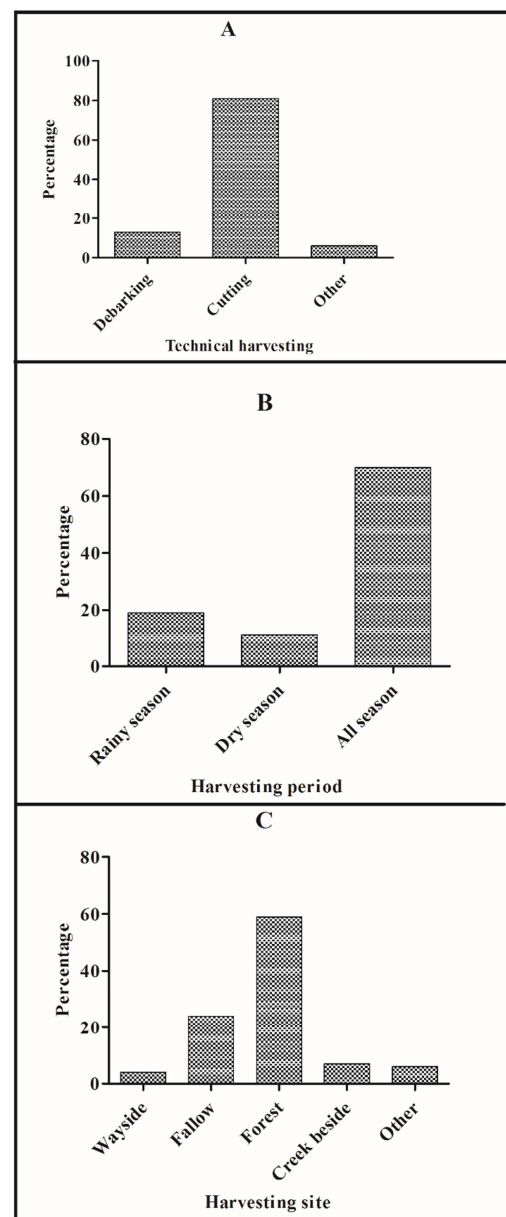 A
100
80
60
40
20
0
Percentage
Debarking
Cutting
Other
Technical harvesting
B
80
60
40
20
0
Percentage
Rainy season
Dry season
All season
Harvesting period
C
80
60
40
20
0
Percentage
Wayside
Fallow
Forest
Creek beside
Other
Harvesting site